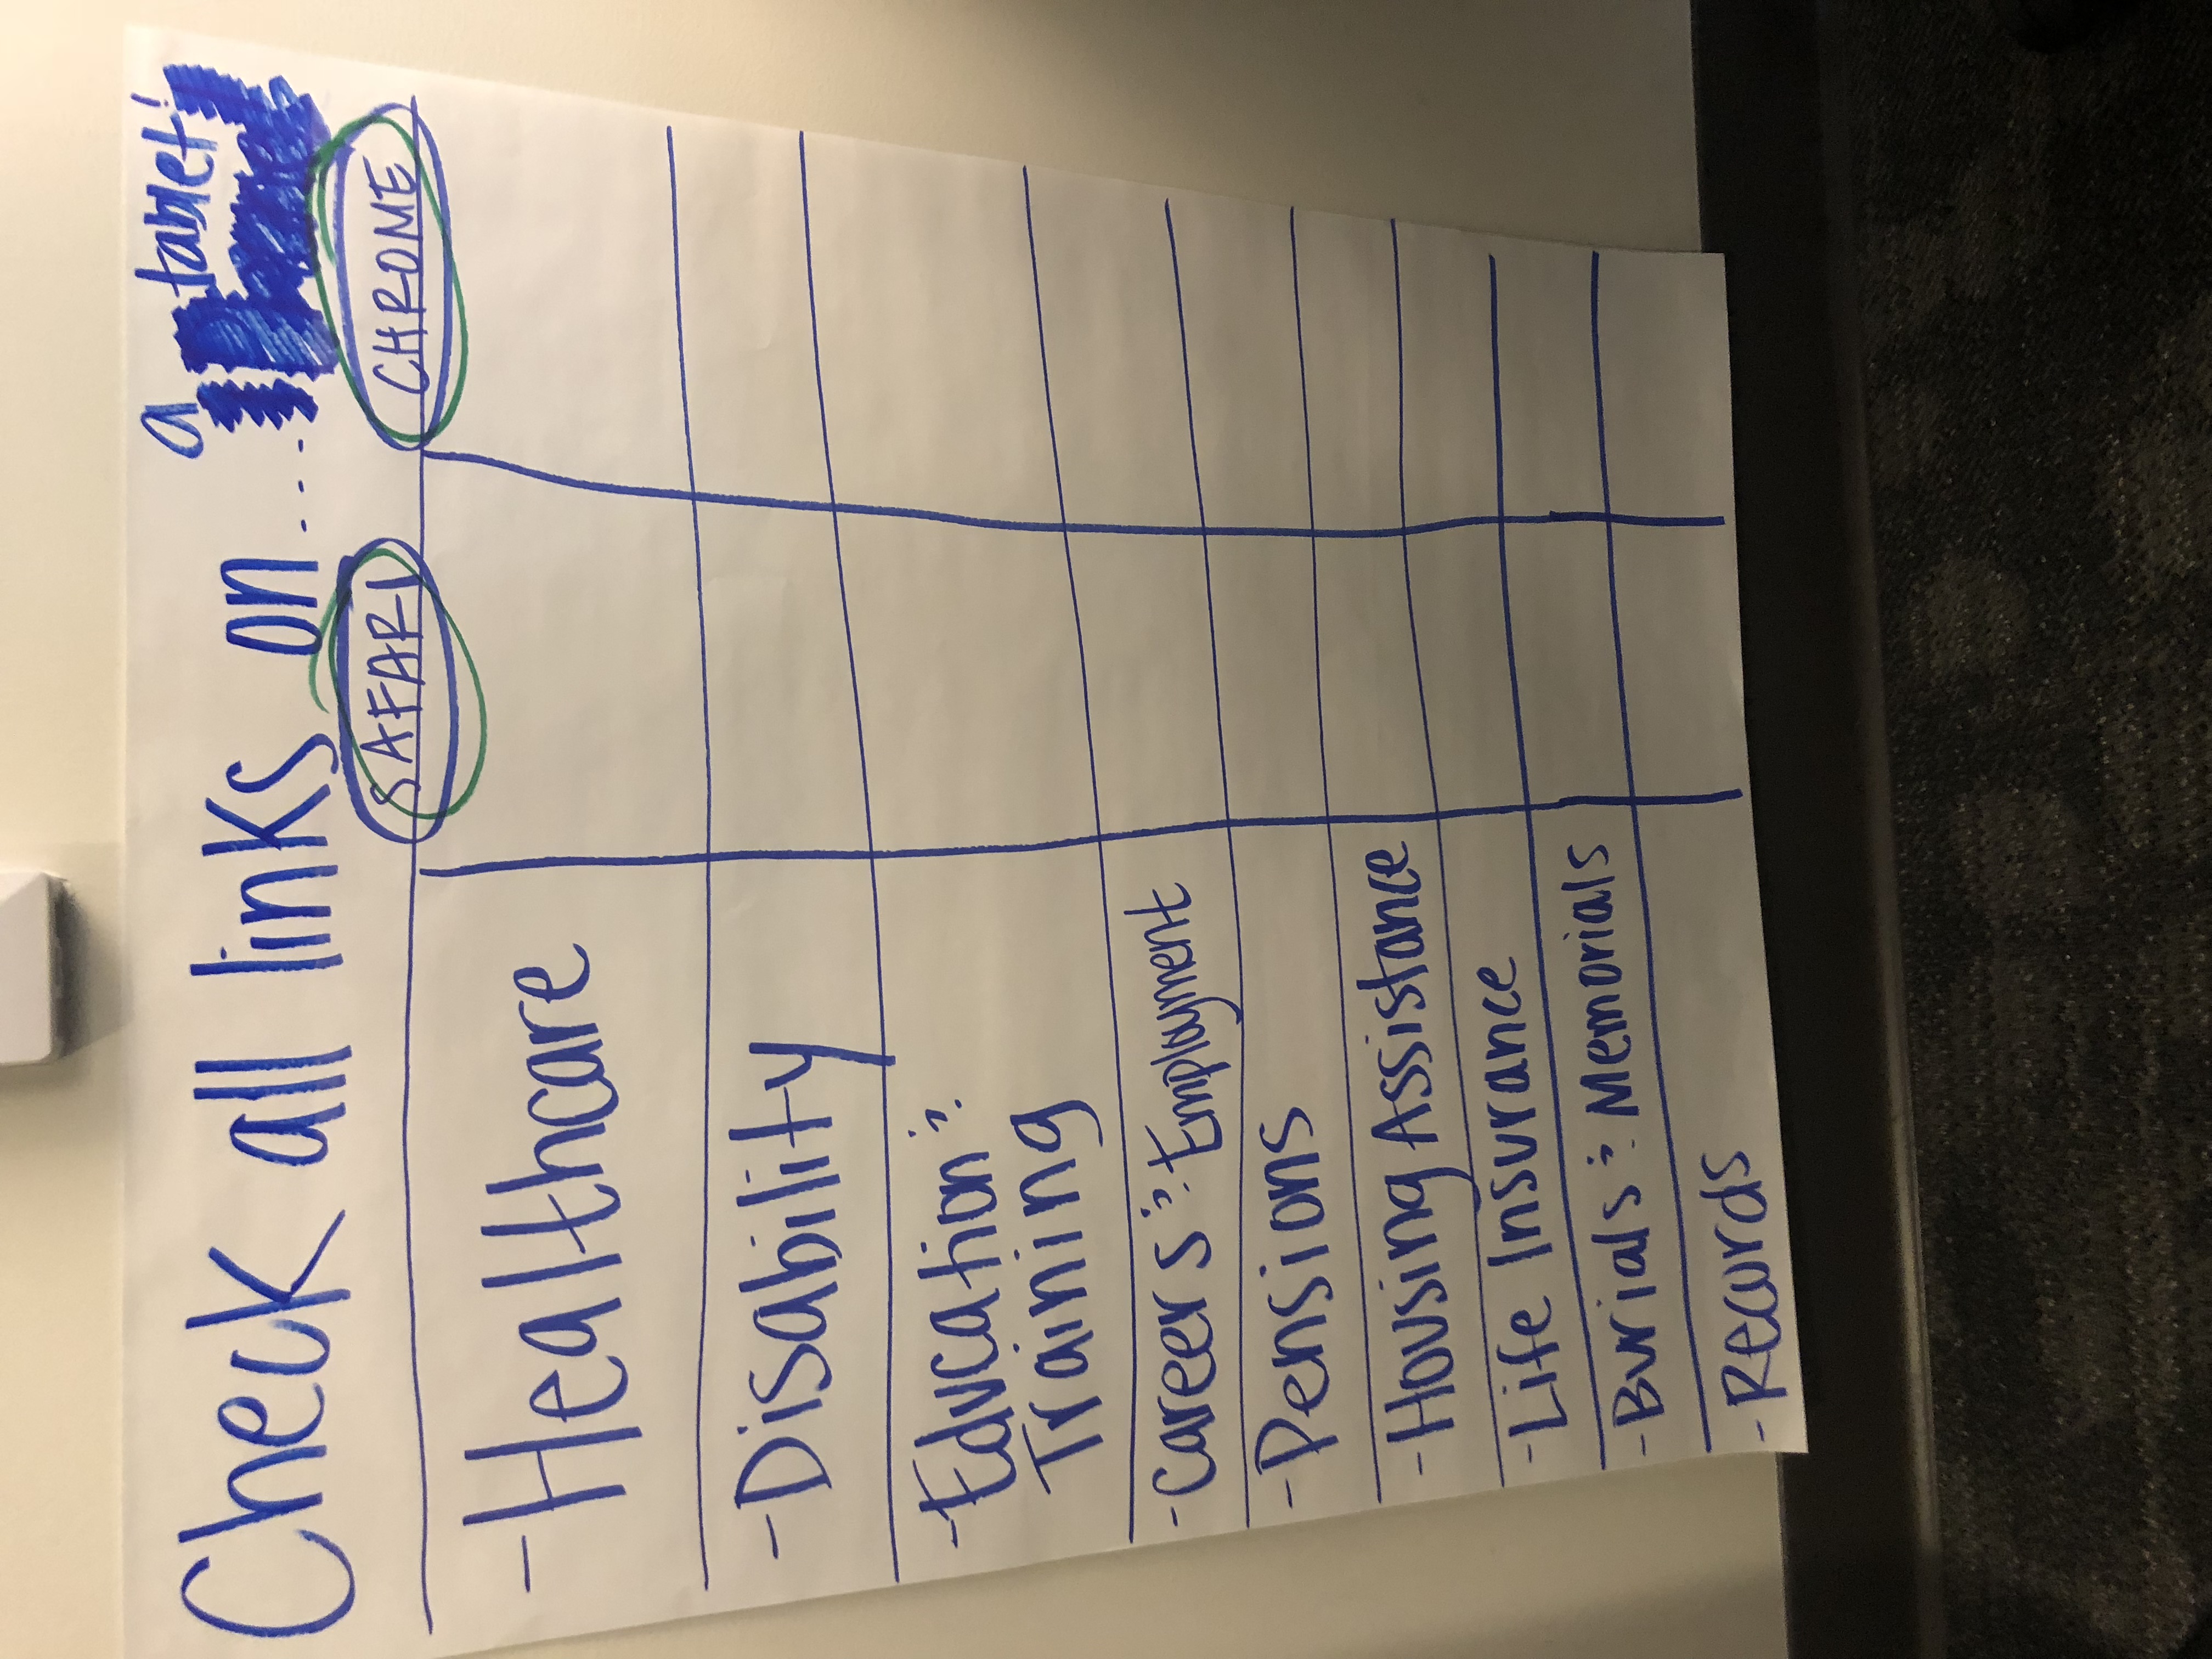 Check all links on... a tablet!
SAFARI CHROME
- Healthcare
- Disability
- Education &
Training
- Careers & Employment
- Pensions
- Housing Assistance
- Life Insurance
- Burials & Memorials
- Records